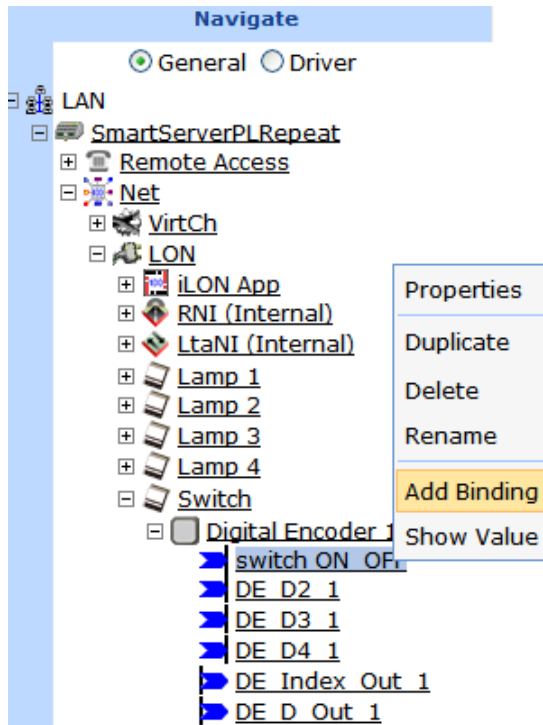 Navigate
General Driver
LAN
SmartServerPLRepeat
Remote Access
Net
VirtCh
LON
iLON App
RNI (Internal)
LtaNI (Internal)
Lamp 1
Lamp 2
Lamp 3
Lamp 4
Switch
Digital Encoder 1
switch ON_OFF
DE_D2_1
DE_D3_1
DE_D4_1
DE_Index_Out_1
DE_D_Out_1
Properties
Duplicate
Delete
Rename
Add Binding
Show Value